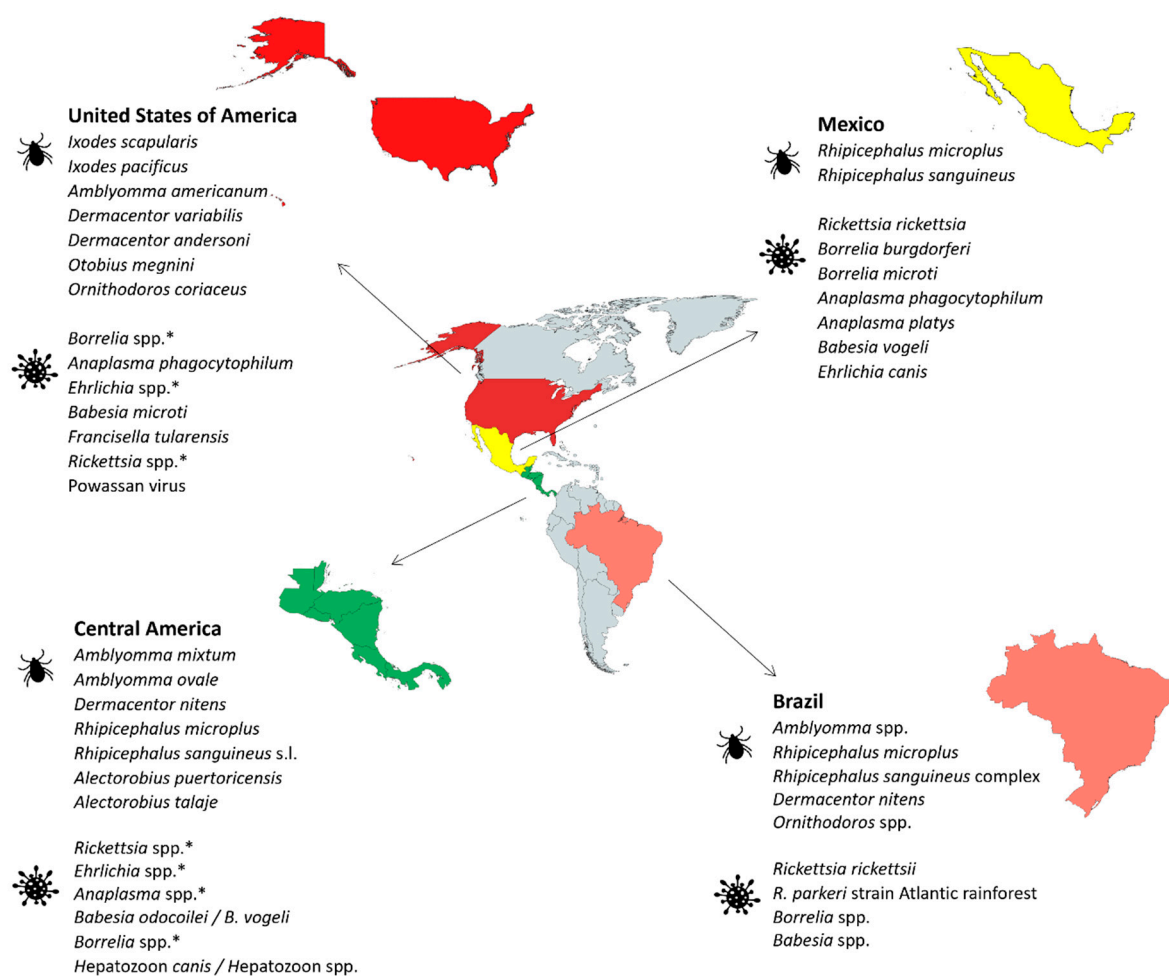 United States of America
Ixodes scapularis
Ixodes pacificus
Amblyomma americanum
Dermacentor variabilis
Dermacentor andersoni
Otobius megnini
Ornithodoros coriaceus
Borrelia spp.*
Anaplasma phagocytophilum
Ehrlichia spp.*
Babesia microti
Francisella tularensis
Rickettsia spp.*
Powassan virus
Mexico
Rhipicephalus microplus
Rhipicephalus sanguineus
Rickettsia rickettsia
Borrelia burgdorferi
Borrelia microti
Anaplasma phagocytophilum
Anaplasma platys
Babesia vogeli
Ehrlichia canis
Central America
Amblyomma mixtum
Amblyomma ovale
Dermacentor nitens
Rhipicephalus microplus
Rhipicephalus sanguineus s.l.
Alectorobius puertoricensis
Alectorobius talaje
Rickettsia spp.*
Ehrlichia spp.*
Anaplasma spp.*
Babesia odocoilei / B. vogeli
Borrelia spp.*
Hepatozoon canis / Hepatozoon spp.
Brazil
Amblyomma spp.
Rhipicephalus microplus
Rhipicephalus sanguineus complex
Dermacentor nitens
Ornithodoros spp.
Rickettsia rickettsii
R. parkeri strain Atlantic rainforest
Borrelia spp.
Babesia spp.